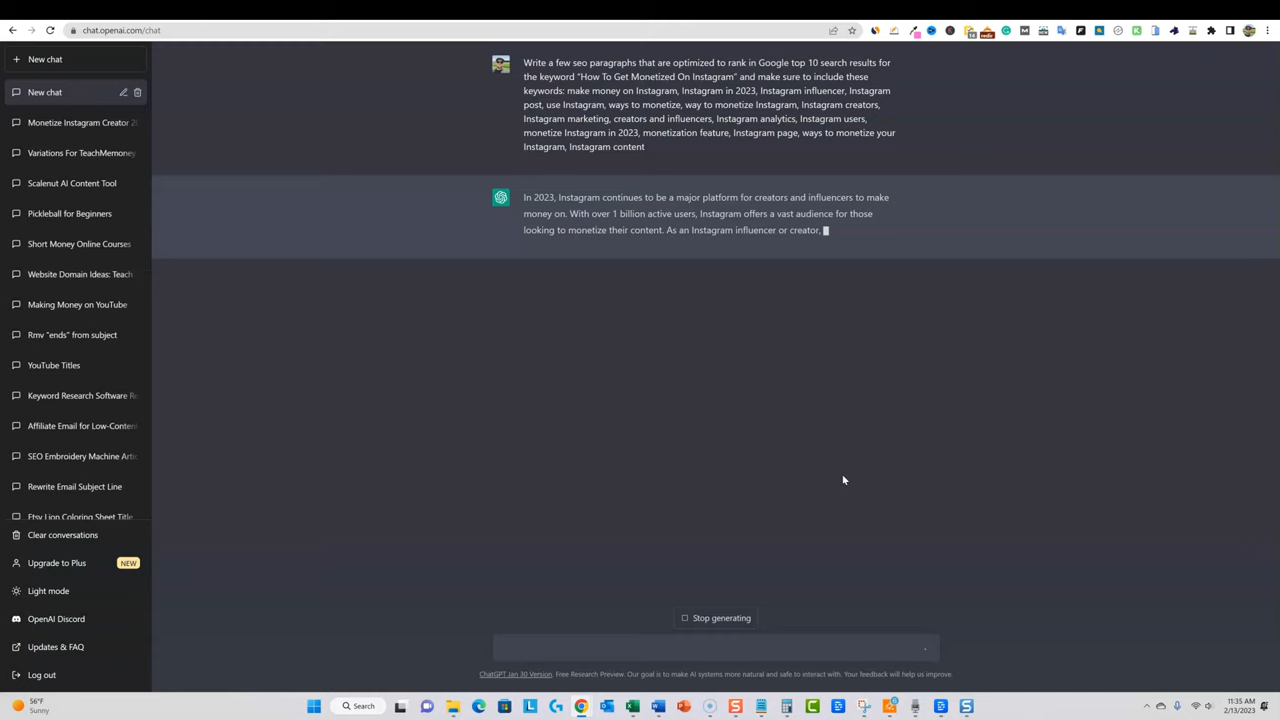 chat.openai.com/chat
New chat
New chat
Monetize Instagram Creator 2
Variations For TeachMemoney
Scalenut AI Content Tool
Pickleball for Beginners
Short Money Online Courses
Website Domain Ideas: Teach
Making Money on YouTube
Rmv "ends" from subject
YouTube Titles
Keyword Research Software Re
Affiliate Email for Low-Conten
SEO Embroidery Machine Artic
Rewrite Email Subject Line
Etsy Lion Coloring Sheet Title
Clear conversations
Upgrade to Plus NEW
Light mode
OpenAI Discord
Updates & FAQ
Log out
Write a few seo paragraphs that are optimized to rank in Google top 10 search results for
the keyword "How To Get Monetized On Instagram" and make sure to include these
keywords: make money on Instagram, Instagram in 2023, Instagram influencer, Instagram
post, use Instagram, ways to monetize, way to monetize Instagram, Instagram creators,
Instagram marketing, creators and influencers, Instagram analytics, Instagram users,
monetize Instagram in 2023, monetization feature, Instagram page, ways to monetize your
Instagram, Instagram content
In 2023, Instagram continues to be a major platform for creators and influencers to make
money on. With over 1 billion active users, Instagram offers a vast audience for those
looking to monetize their content. As an Instagram influencer or creator,
Stop generating
ChatGPT Jan 30 Version. Free Research Preview. Our goal is to make AI systems more natural and safe to interact with. Your feedback will help us improve.
56°F
Sunny
Search
11:35 AM
2/13/2023